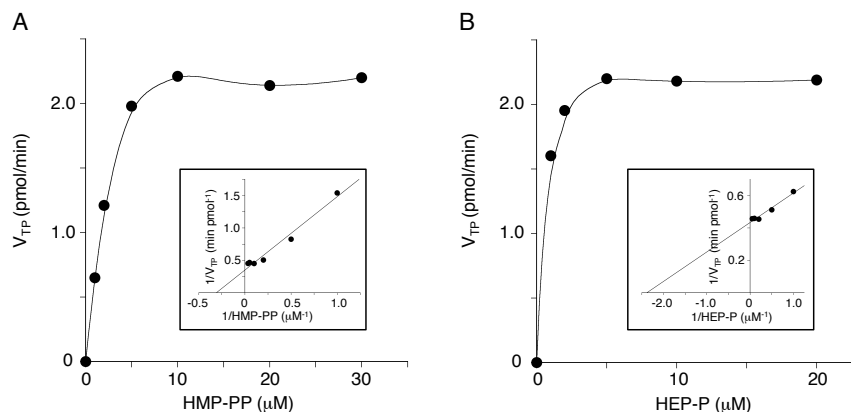 A
V_TP (pmol/min)
2.0
1.0
0
0 10 20 30
HMP-PP (μM)
1/V_TP (min pmol⁻¹)
1.5
1.0
0.5
-0.5 0 0.5 1.0
1/HMP-PP (μM⁻¹)
B
V_TP (pmol/min)
2.0
1.0
0
0 10 20
HEP-P (μM)
1/V_TP (min pmol⁻¹)
0.6
0.2
-2.0 -1.0 0 1.0
1/HEP-P (μM⁻¹)